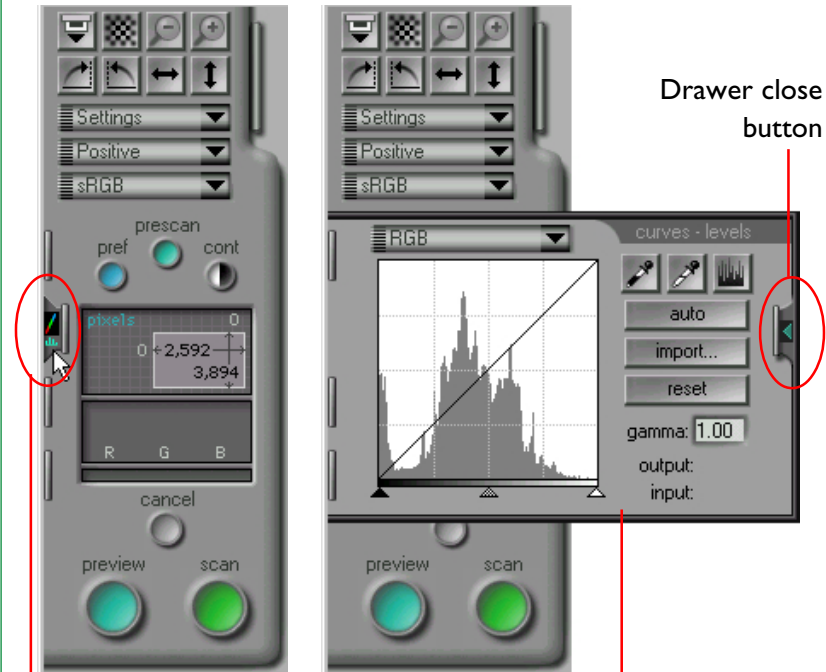 Settings
Positive
sRGB
prescan
pref
cont
pixels
0
0
2,592
3,894
R G B
cancel
preview
scan
Settings
Positive
sRGB
Drawer close
button
RGB
curves - levels
auto
import...
reset
gamma: 1.00
output:
input:
preview
scan